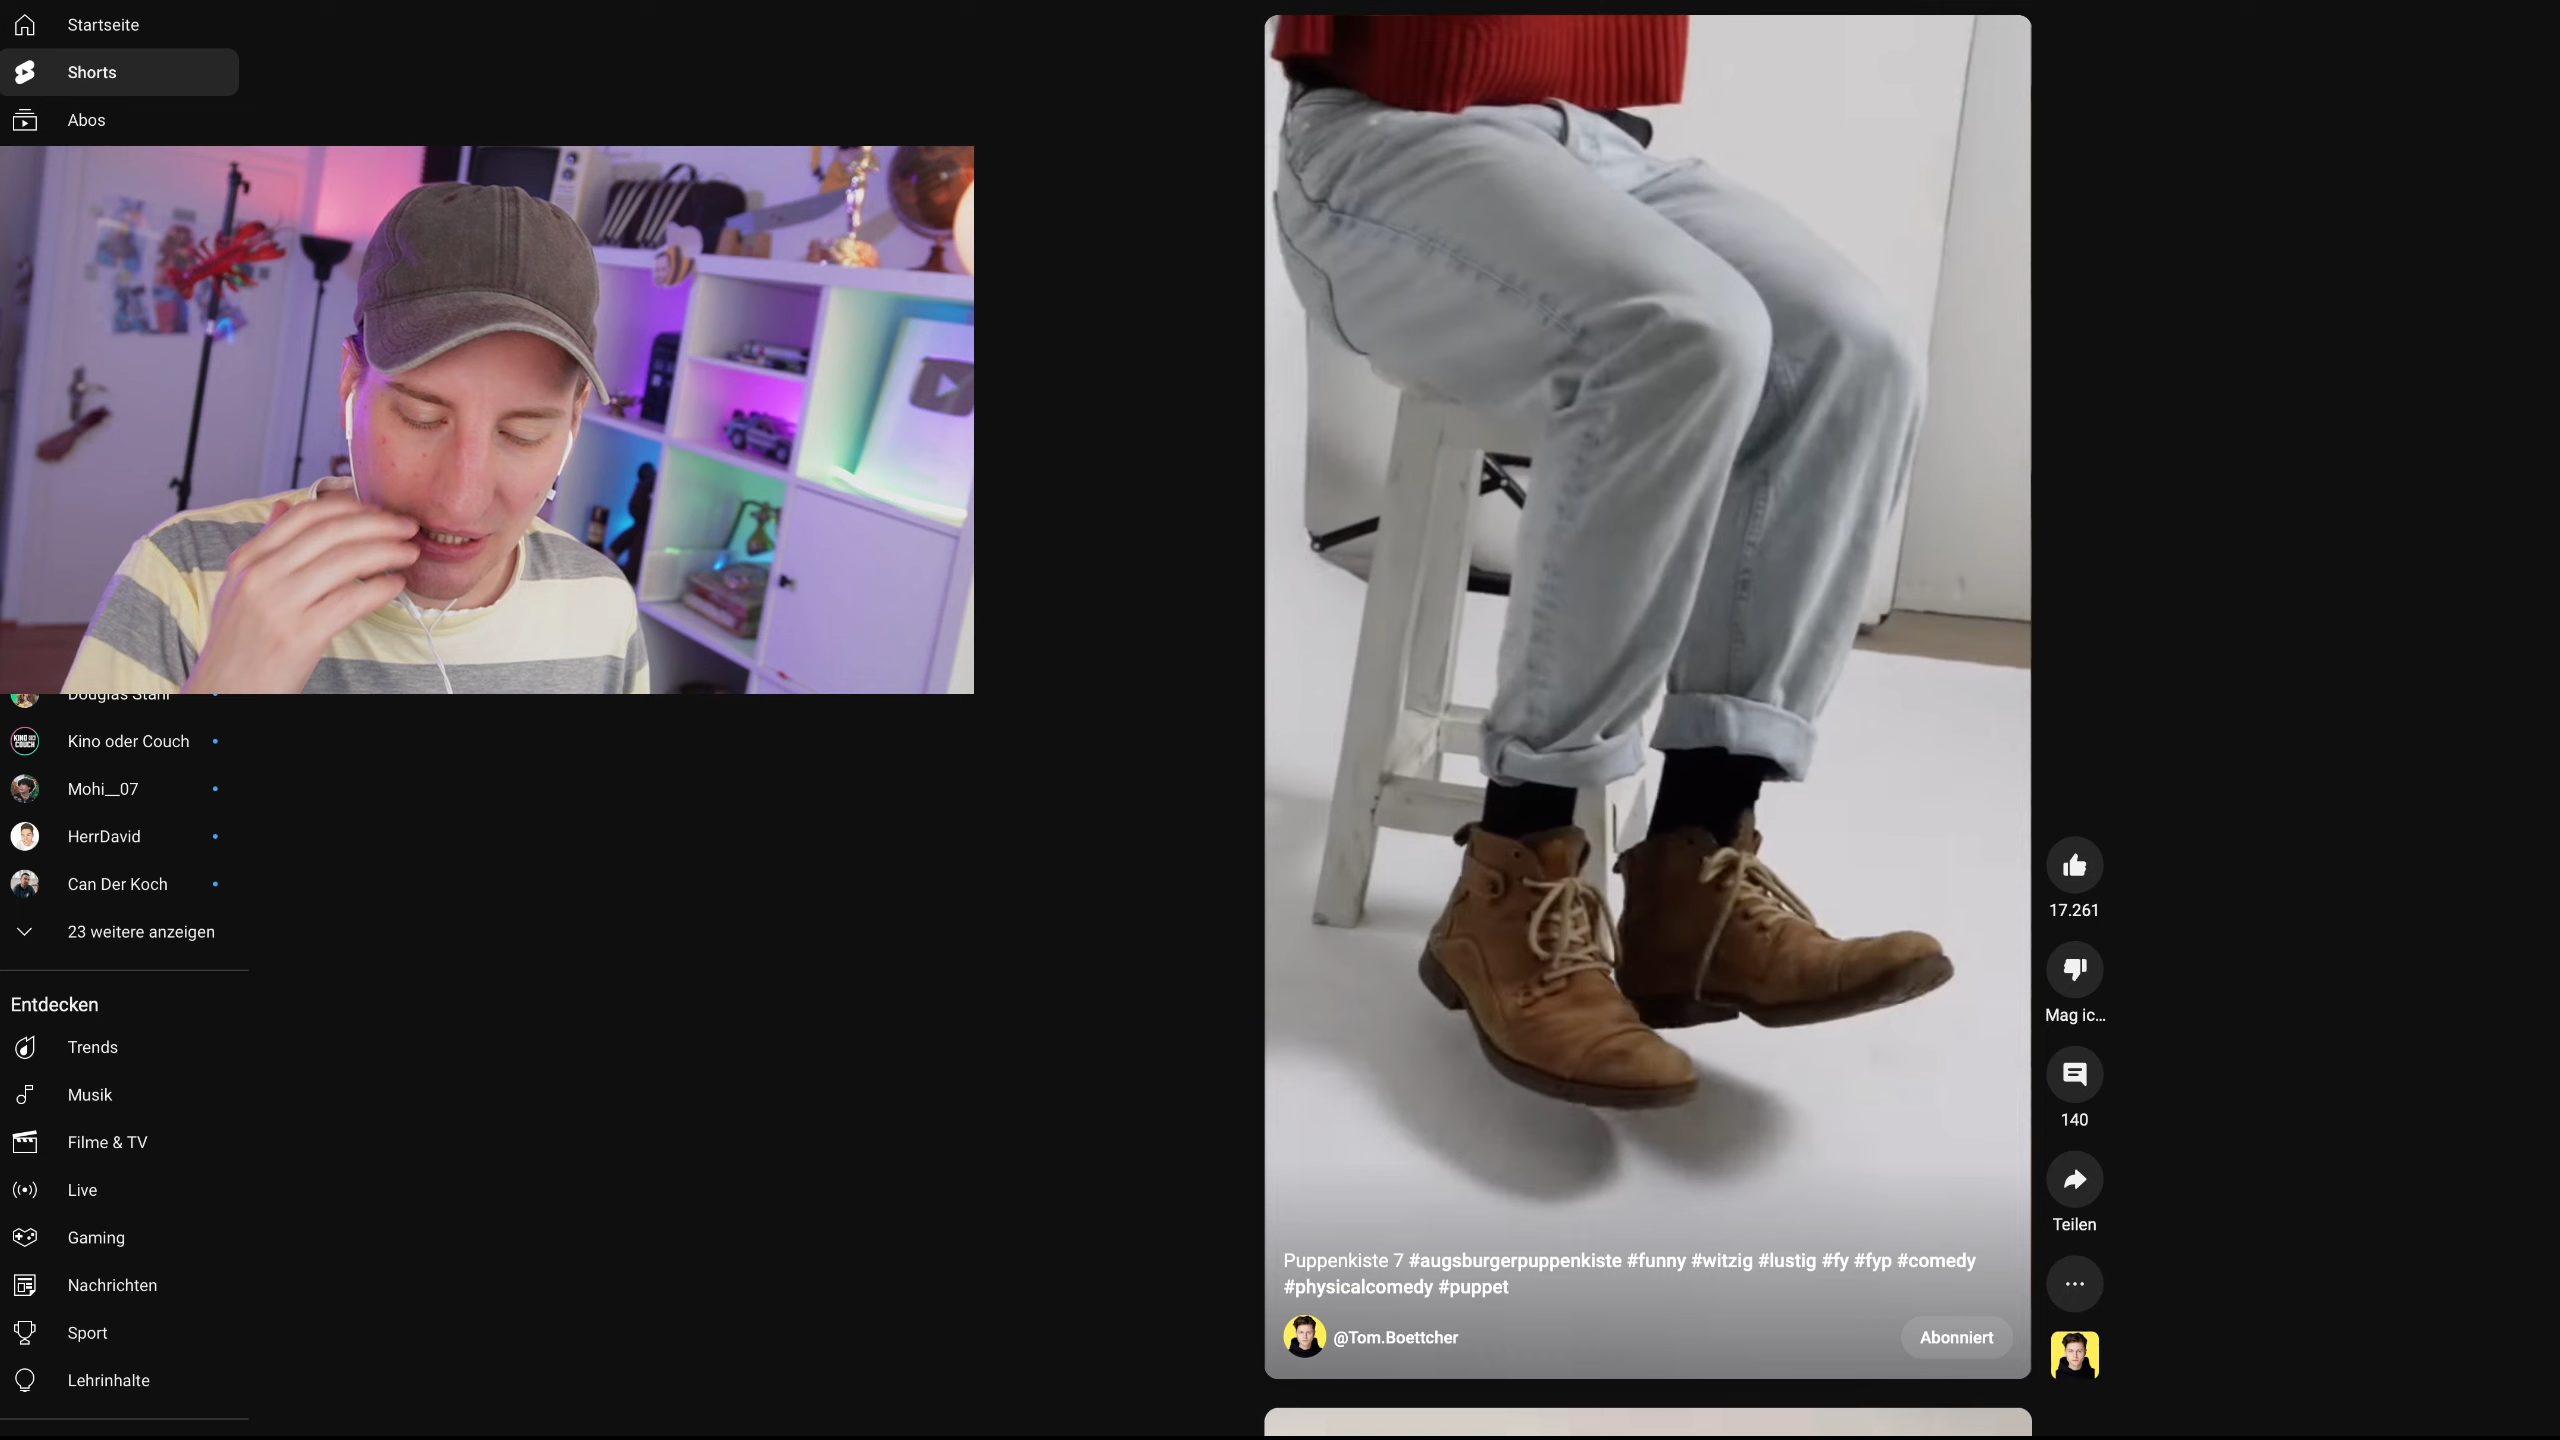 Startseite
Shorts
Abos
Douglas Stahl
Kino oder Couch
Mohi__07
HerrDavid
Can Der Koch
23 weitere anzeigen
Entdecken
Trends
Musik
Filme & TV
Live
Gaming
Nachrichten
Sport
Lehrinhalte
Puppenkiste 7 #augsburgerpuppenkiste #funny #witzig #lustig #fy #fyp #comedy
#physicalcomedy #puppet
@Tom.Boettcher
Abonniert
17.261
Mag ic...
140
Teilen